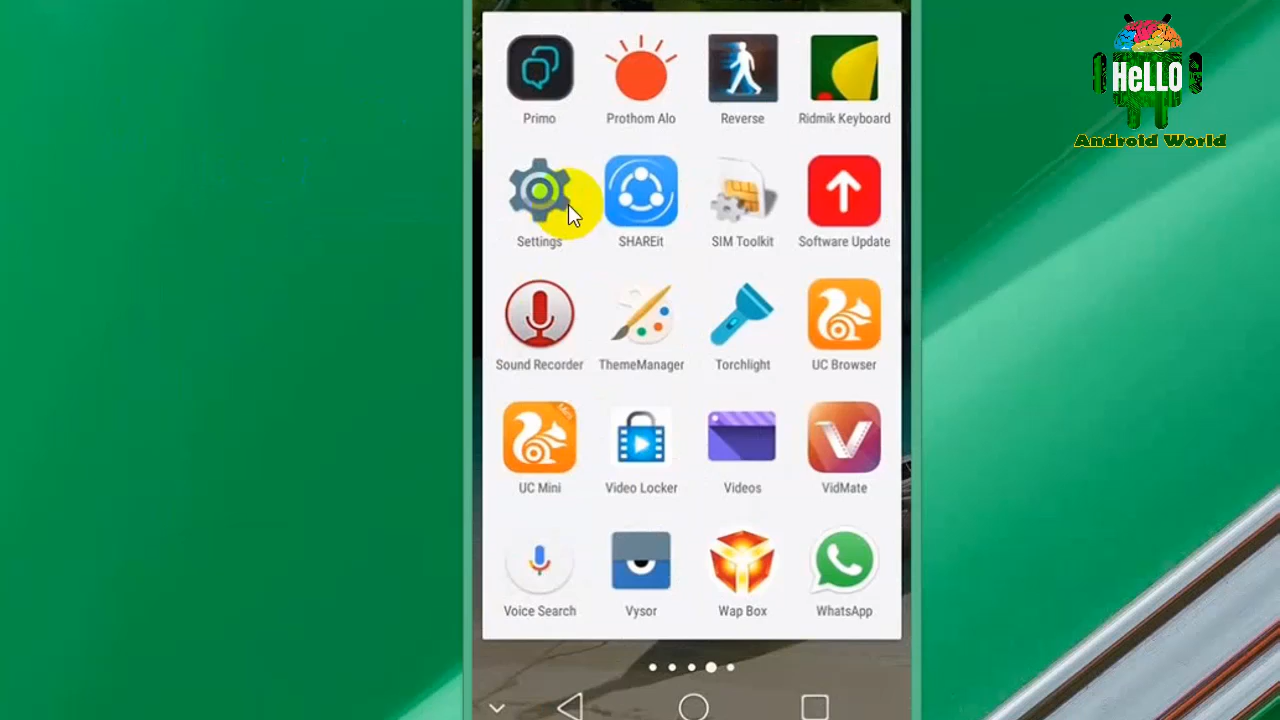 HeLLO
Android World
Primo
Prothom Alo
Reverse
Ridmik Keyboard
Settings
SHAREit
SIM Toolkit
Software Update
Sound Recorder
ThemeManager
Torchlight
UC Browser
Mini
UC Mini
Video Locker
Videos
VidMate
Voice Search
Vysor
Wap Box
WhatsApp